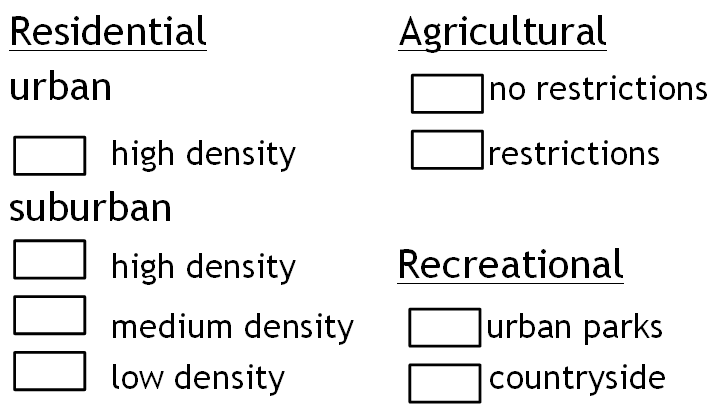 Residential
urban
high density
suburban
high density
medium density
low density
Agricultural
no restrictions
restrictions
Recreational
urban parks
countryside